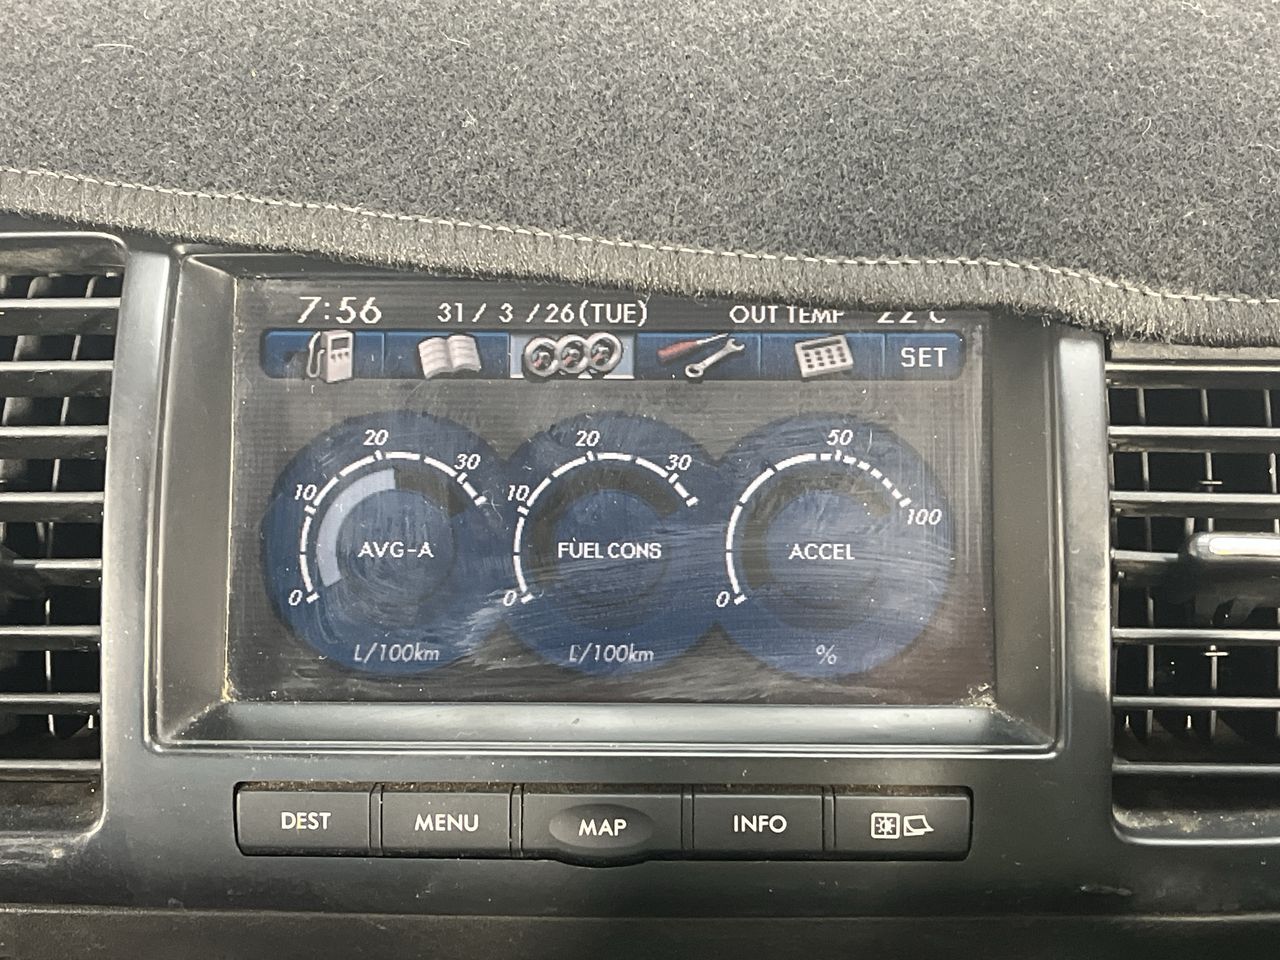 7:56 31/ 3 /26(TUE) OUT TEMP 22°C
SET
20 20 50
30 30
10 10
100
AVG-A FUEL CONS ACCEL
0 0 0
L/100km L/100km %
DEST MENU MAP INFO